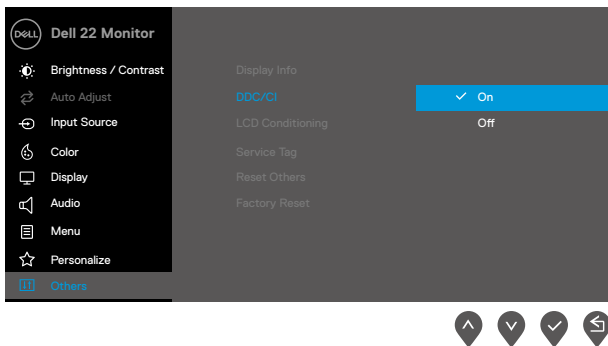 DELL Dell 22 Monitor
Brightness / Contrast
Auto Adjust
Input Source
Color
Display
Audio
Menu
Personalize
Others
Display Info
DDC/CI
LCD Conditioning
Service Tag
Reset Others
Factory Reset
On
Off